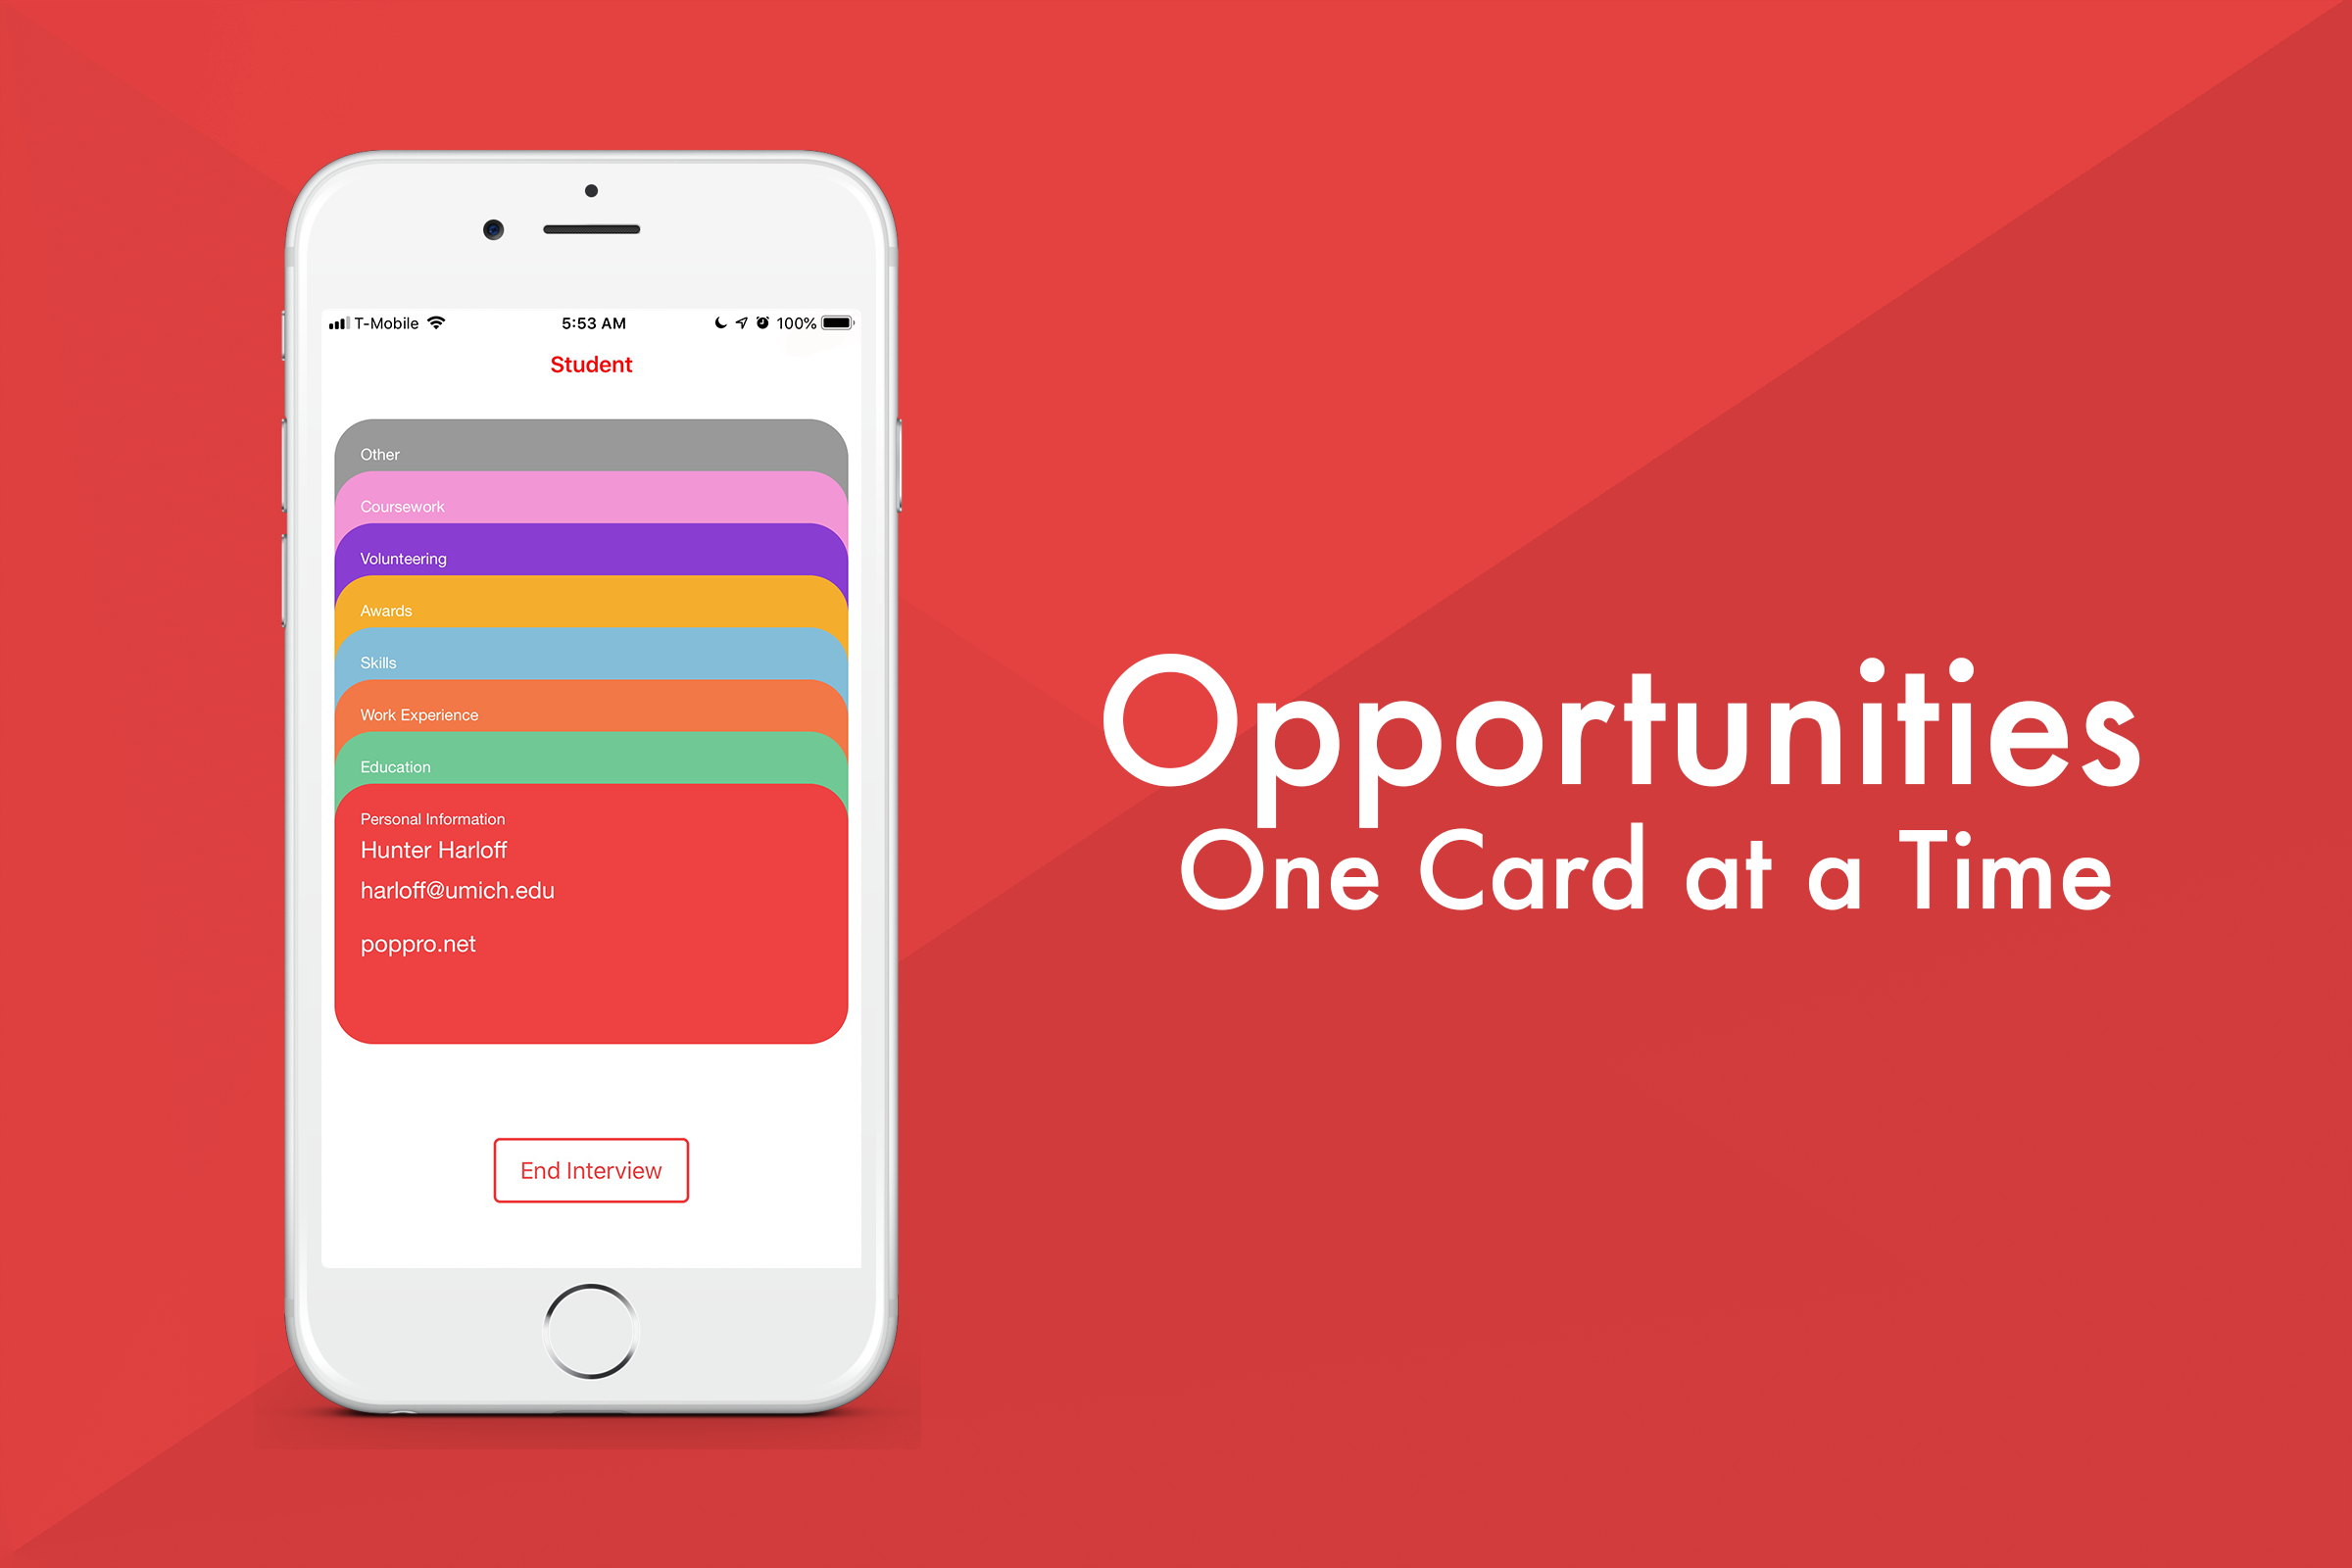 T-Mobile 5:53 AM 100%
Student
Other
Coursework
Volunteering
Awards
Skills
Work Experience
Education
Personal Information
Hunter Harloff
harloff@umich.edu
poppro.net
End Interview
Opportunities
One Card at a Time